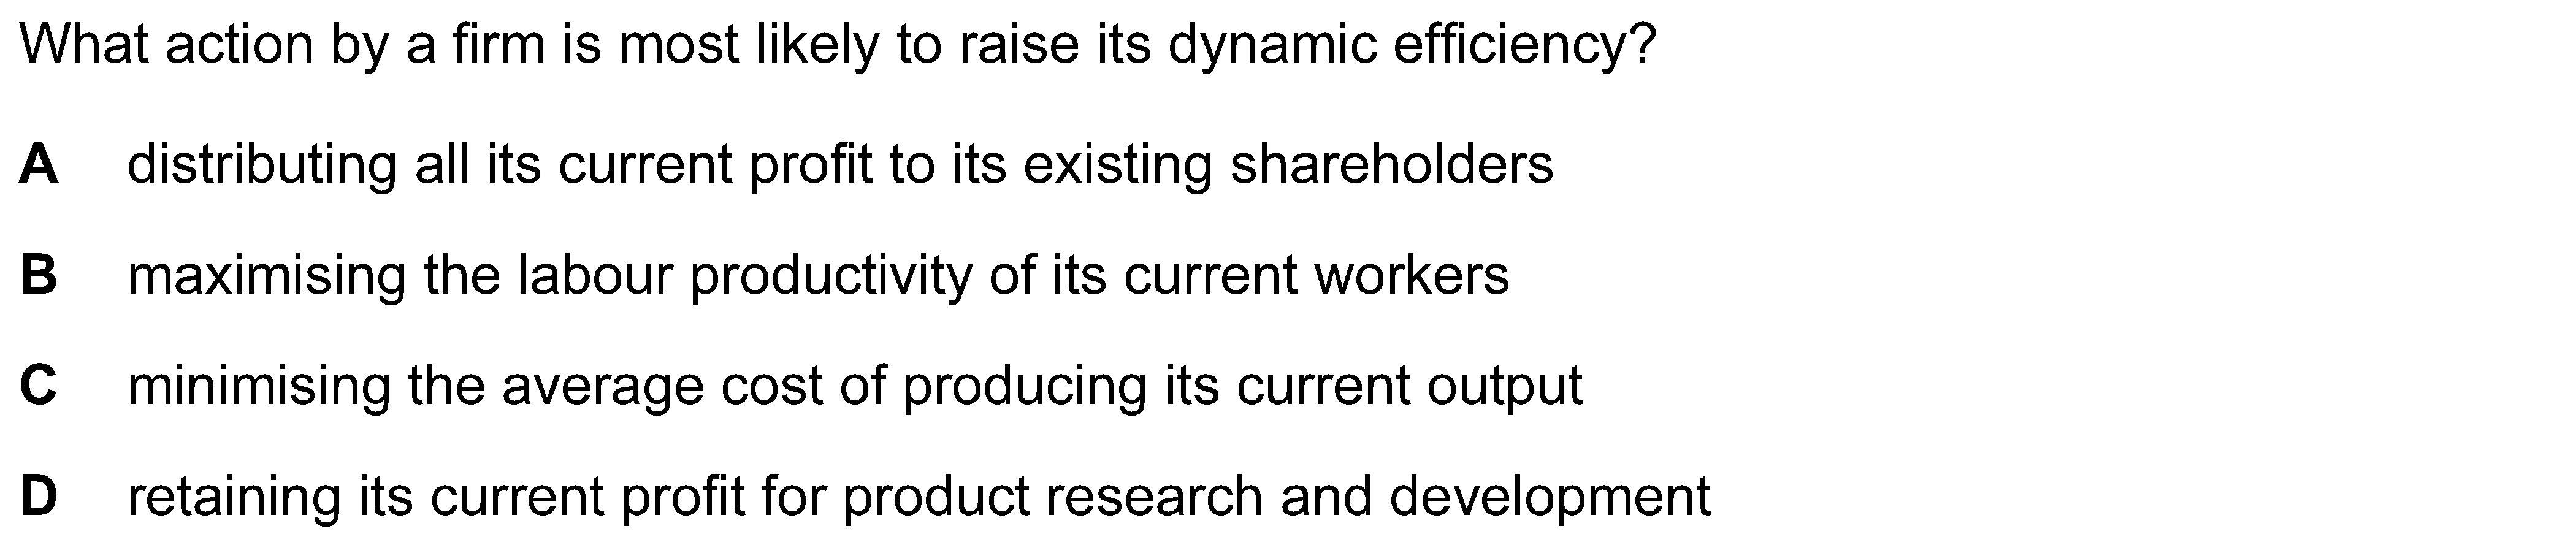 What action by a firm is most likely to raise its dynamic efficiency?
A distributing all its current profit to its existing shareholders
B maximising the labour productivity of its current workers
C minimising the average cost of producing its current output
D retaining its current profit for product research and development